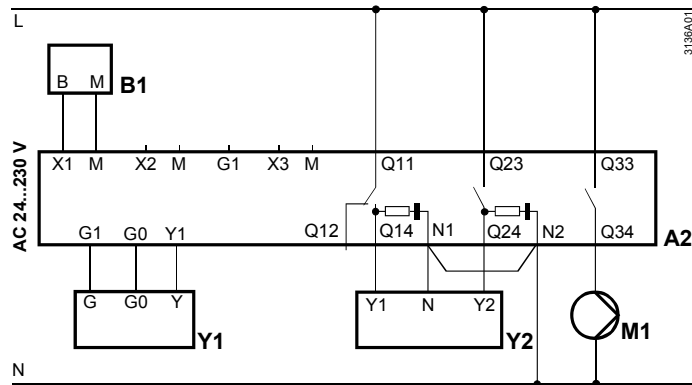 L
3136A01
B M B1
AC 24...230 V
X1 M X2 M G1 X3 M Q11 Q23 Q33
G1 G0 Y1 Q12 Q14 N1 Q24 N2 Q34 A2
G G0 Y Y1
Y1 N Y2 Y2
M1
N